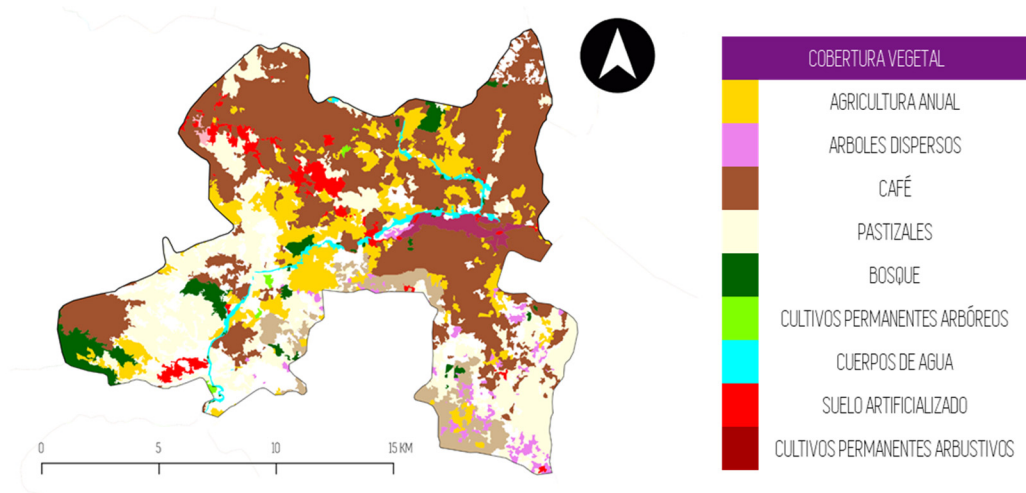 COBERTURA VEGETAL
AGRICULTURA ANUAL
ARBOLES DISPERSOS
CAFÉ
PASTIZALES
BOSQUE
CULTIVOS PERMANENTES ARBÓREOS
CUERPOS DE AGUA
SUELO ARTIFICIALIZADO
CULTIVOS PERMANENTES ARBUSTIVOS
0 5 10 15 KM